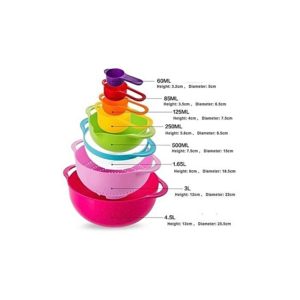 60ML
Height: 3.2cm , Diameter: 5cm
85ML
Height: 3.5cm , Diameter: 6.5cm
125ML
Height: 4cm , Diameter: 7.5cm
250ML
Height: 5.6cm , Diameter: 9.5cm
500ML
Height: 7.5cm , Diameter: 15cm
1.65L
Height: 9cm , Diameter: 18.5cm
3L
Height: 12cm , Diameter: 23cm
4.5L
Height: 13cm , Diameter: 25.5cm